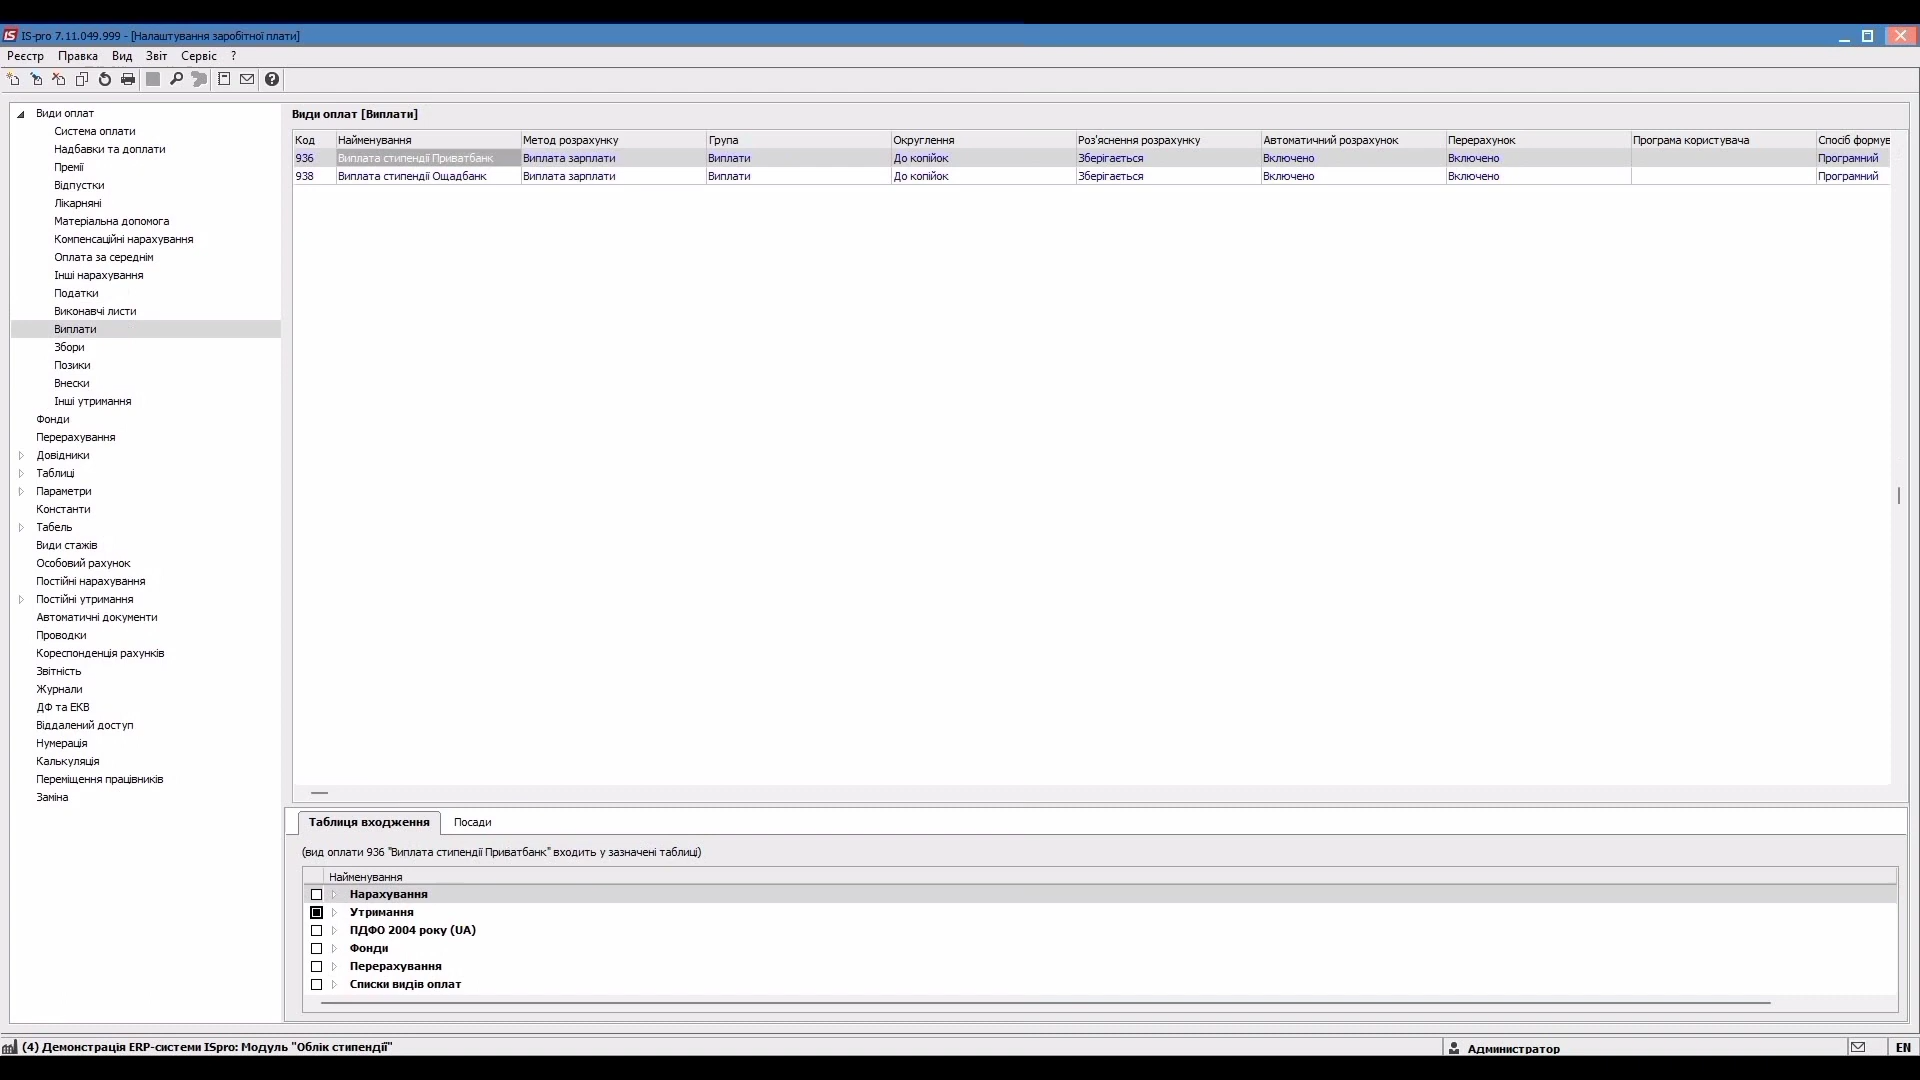 IS-pro 7.11.049.999 - [Налаштування заробітної плати]
Реєстр Правка Вид Звіт Сервіс ?
Види оплат
Система оплати
Надбавки та доплати
Премії
Відпустки
Лікарняні
Матеріальна допомога
Компенсаційні нарахування
Оплата за середнім
Інші нарахування
Податки
Виконавчі листи
Виплати
Збори
Позики
Внески
Інші утримання
Фонди
Перерахування
Довідники
Таблиці
Параметри
Константи
Табель
Види стажів
Особовий рахунок
Постійні нарахування
Постійні утримання
Автоматичні документи
Проводки
Кореспонденція рахунків
Звітність
Журнали
ДФ та ЕКВ
Віддалений доступ
Нумерація
Калькуляція
Переміщення працівників
Заміна
Види оплат [Виплати]
Код Найменування Метод розрахунку Група Округлення Роз'яснення розрахунку Автоматичний розрахунок Перерахунок Програма користувача Спосіб формув
936 Виплата стипендії Приватбанк Виплата зарплати Виплати До копійок Зберігається Включено Включено Програмний
938 Виплата стипендії Ощадбанк Виплата зарплати Виплати До копійок Зберігається Включено Включено Програмний
Таблиця входження Посади
(вид оплати 936 "Виплата стипендії Приватбанк" входить у зазначені таблиці)
Найменування
Нарахування
Утримання
ПДФО 2004 року (UA)
Фонди
Перерахування
Списки видів оплат
(4) Демонстрація ERP-системи ISpro: Модуль "Облік стипендії" Администратор EN